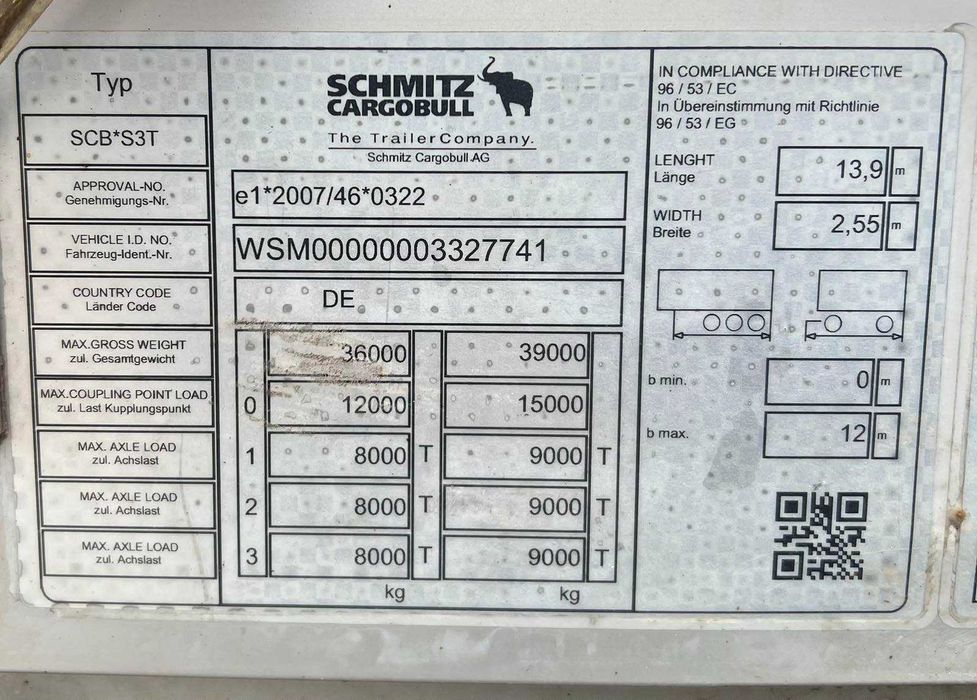 Typ
SCHMITZ
CARGOBULL
The TrailerCompany.
Schmitz Cargobull AG
IN COMPLIANCE WITH DIRECTIVE
96 / 53 / EC
In Übereinstimmung mit Richtlinie
96 / 53 / EG
SCB*S3T
LENGHT
Länge
13,9 m
APPROVAL-NO.
Genehmigungs-Nr.
e1*2007/46*0322
WIDTH
Breite
2,55 m
VEHICLE I.D. NO.
Fahrzeug-Ident.-Nr.
WSM00000003327741
COUNTRY CODE
Länder Code
DE
MAX.GROSS WEIGHT
zul. Gesamtgewicht
36000 39000
b min. 0 m
MAX.COUPLING POINT LOAD
zul. Last Kupplungspunkt
0 12000 15000
b max. 12 m
MAX. AXLE LOAD
zul. Achslast
1 8000 T 9000 T
MAX. AXLE LOAD
zul. Achslast
2 8000 T 9000 T
MAX. AXLE LOAD
zul. Achslast
3 8000 T 9000 T
kg kg